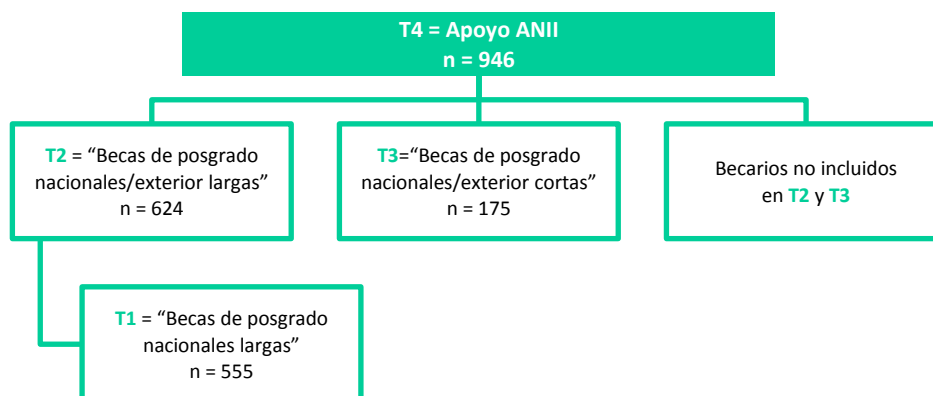 T4 = Apoyo ANII
n = 946
T2 = “Becas de posgrado
nacionales/exterior largas”
n = 624
T3=“Becas de posgrado
nacionales/exterior cortas”
n = 175
Becarios no incluidos
en T2 y T3
T1 = “Becas de posgrado
nacionales largas”
n = 555